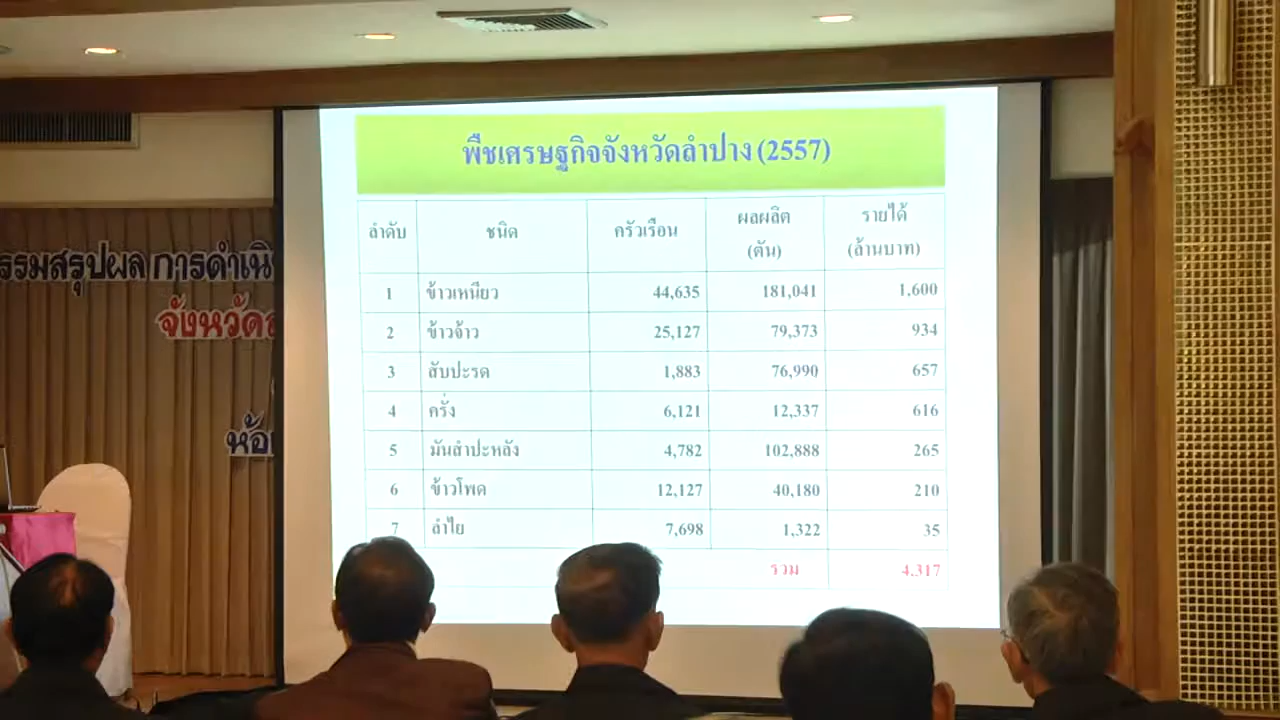 พืชเศรษฐกิจจังหวัดลำปาง (2557)
ลำดับ ชนิด ครัวเรือน ผลผลิต (ตัน) รายได้ (ล้านบาท)
1 ข้าวเหนียว 44,635 181,041 1,600
2 ข้าวจ้าว 25,127 79,373 934
3 สับปะรด 1,883 76,990 657
4 ครั่ง 6,121 12,337 616
5 มันสำปะหลัง 4,782 102,888 265
6 ข้าวโพด 12,127 40,180 210
7 ลำไย 7,698 1,322 35
รวม 4,317
รรมสรุปผล การดำเนิ
จังหวัด
ห้อ